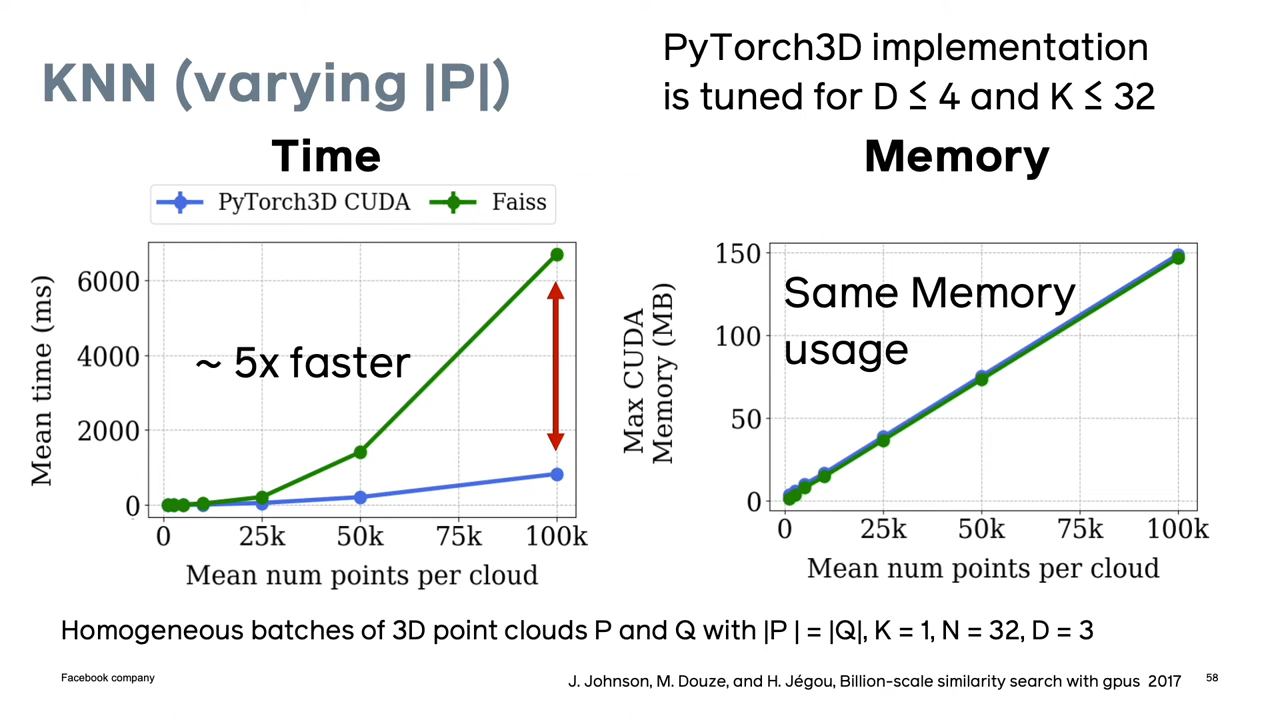 KNN (varying |P|)
PyTorch3D implementation
is tuned for D ≤ 4 and K ≤ 32
Time
PyTorch3D CUDA
Faiss
Mean time (ms)
6000
4000
2000
0
~ 5x faster
0
25k
50k
75k
100k
Mean num points per cloud
Memory
Max CUDA
Memory (MB)
150
100
50
0
Same Memory
usage
0
25k
50k
75k
100k
Mean num points per cloud
Homogeneous batches of 3D point clouds P and Q with |P | = |Q|, K = 1, N = 32, D = 3
Facebook company
J. Johnson, M. Douze, and H. Jégou, Billion-scale similarity search with gpus 2017
58